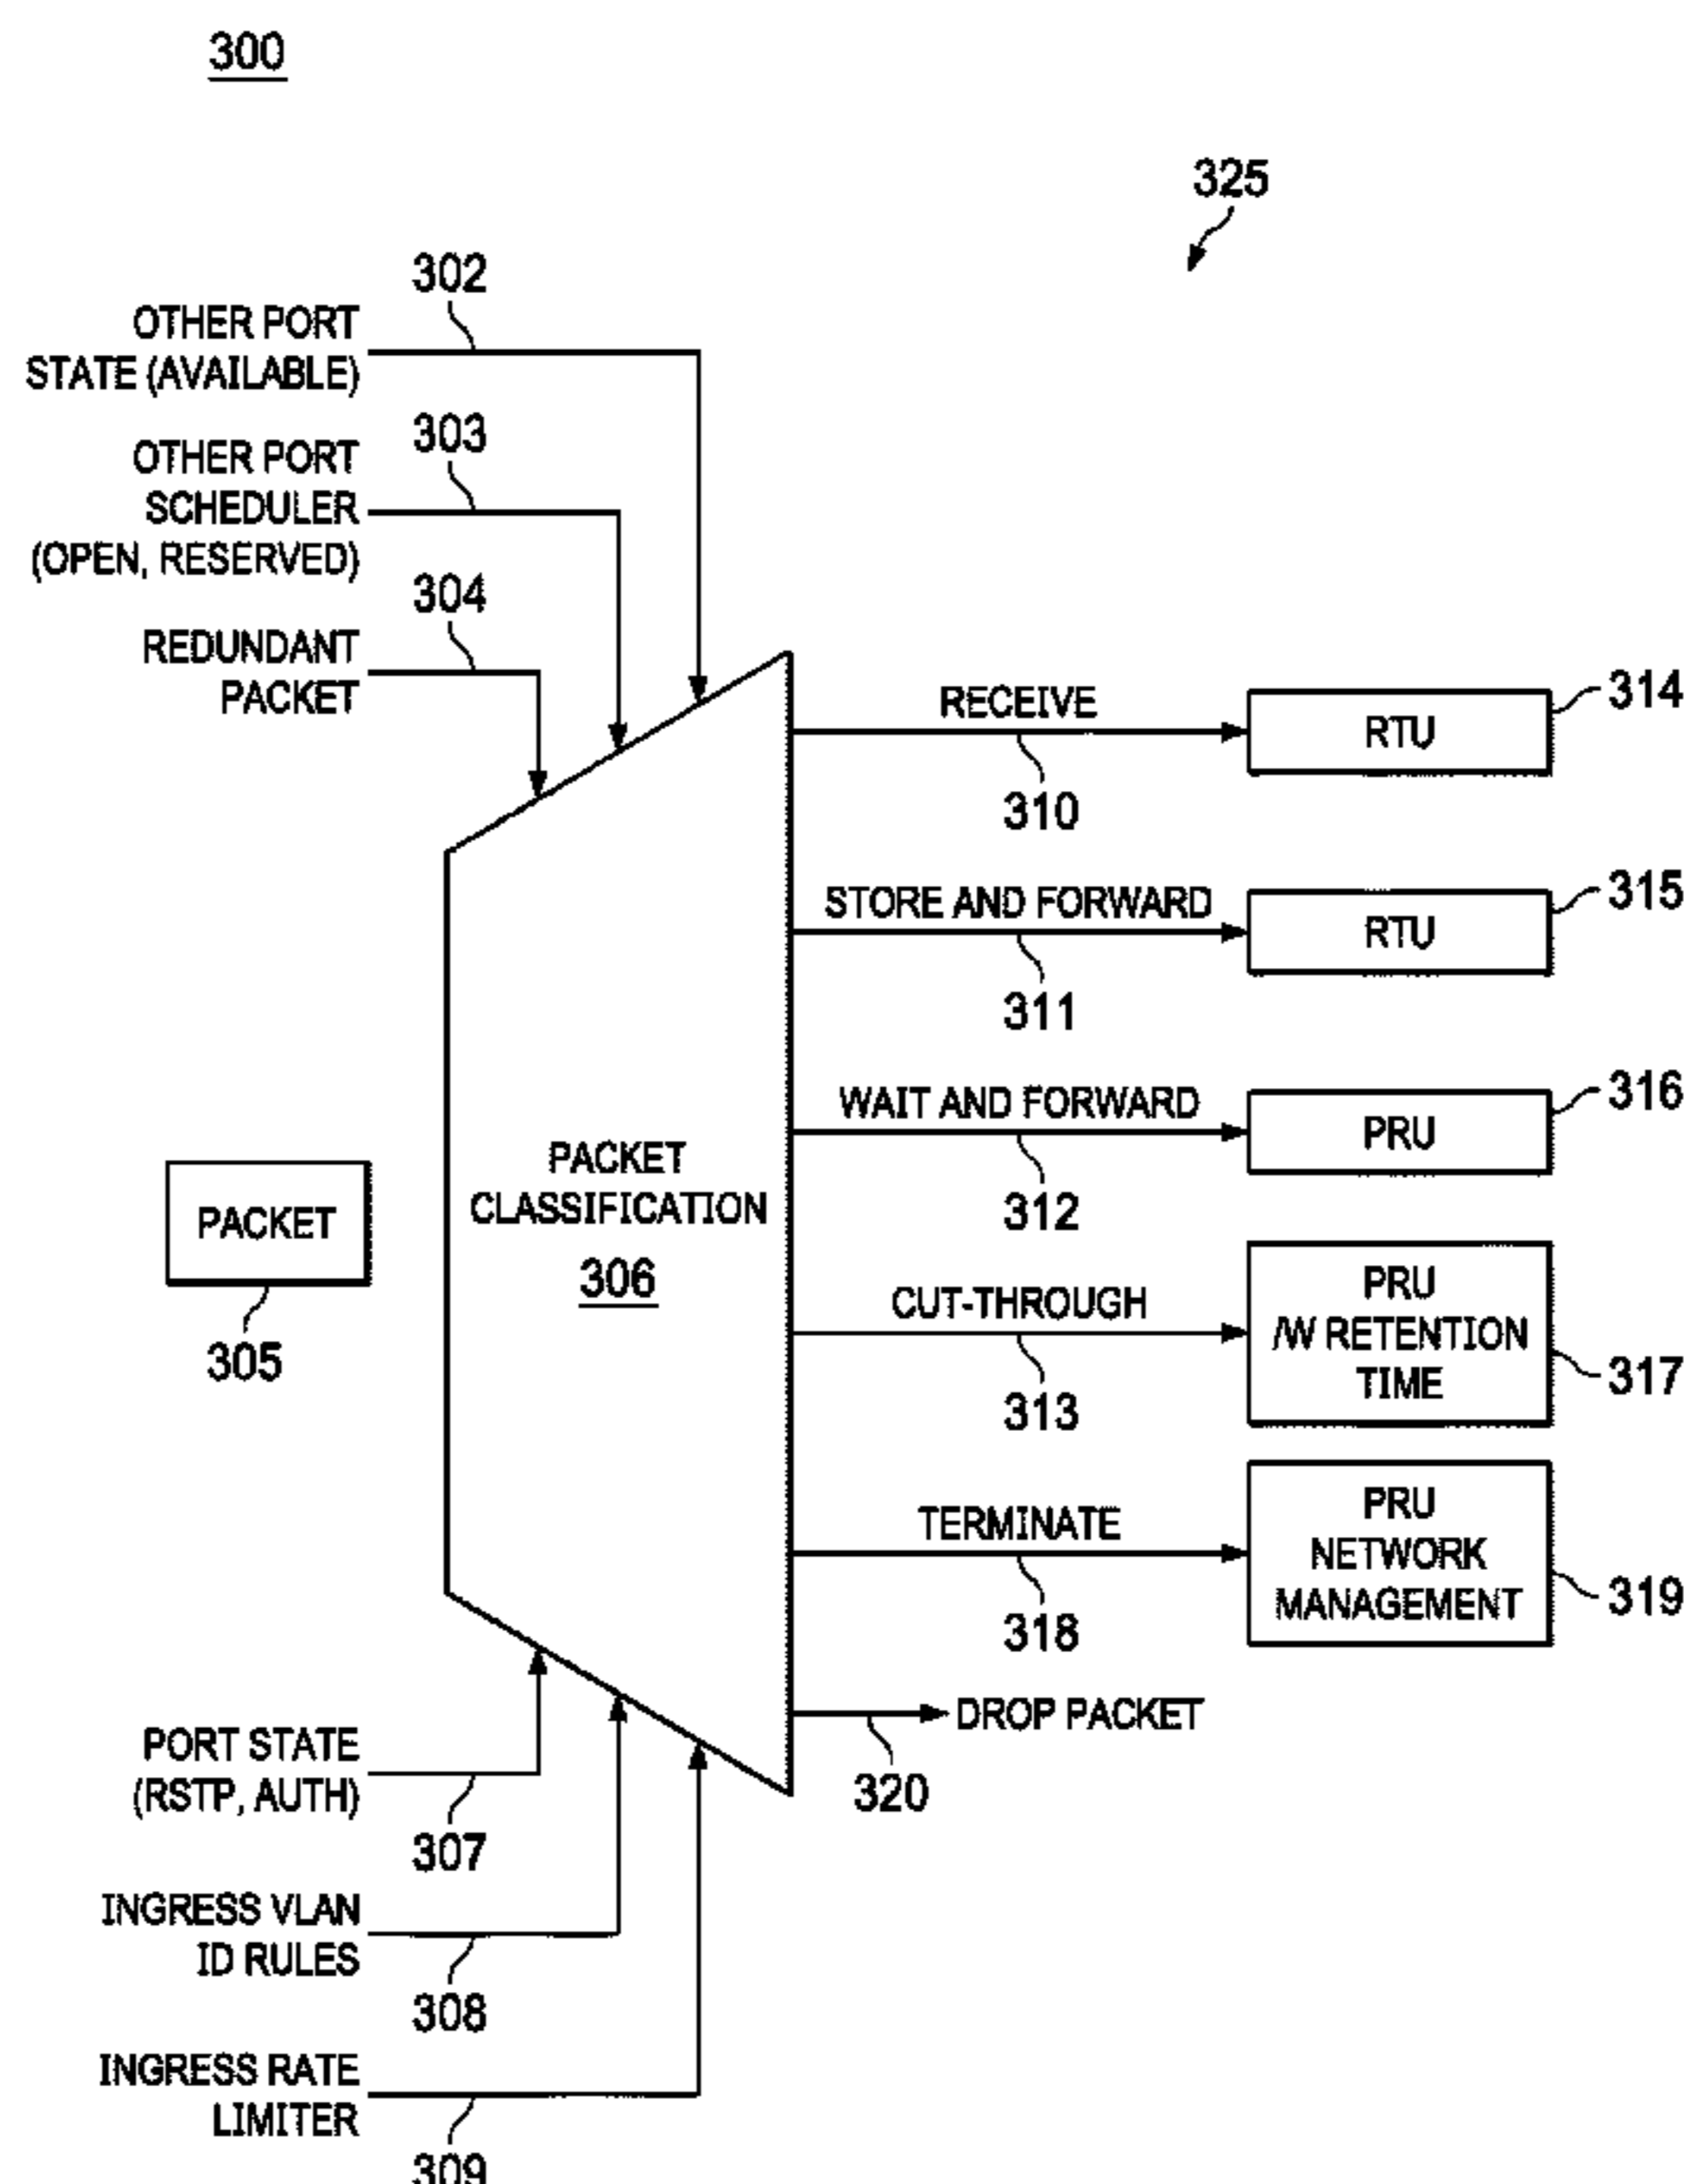 300
325
302
OTHER PORT
STATE (AVAILABLE)
303
OTHER PORT
SCHEDULER
(OPEN, RESERVED)
304
REDUNDANT
PACKET
RECEIVE
310
RTU
314
STORE AND FORWARD
311
RTU
315
WAIT AND FORWARD
312
PRU
316
PACKET
CLASSIFICATION
306
PACKET
305
CUT-THROUGH
313
PRU
/W RETENTION
TIME
317
TERMINATE
318
PRU
NETWORK
MANAGEMENT
319
DROP PACKET
320
PORT STATE
(RSTP, AUTH)
307
INGRESS VLAN
ID RULES
308
INGRESS RATE
LIMITER
309